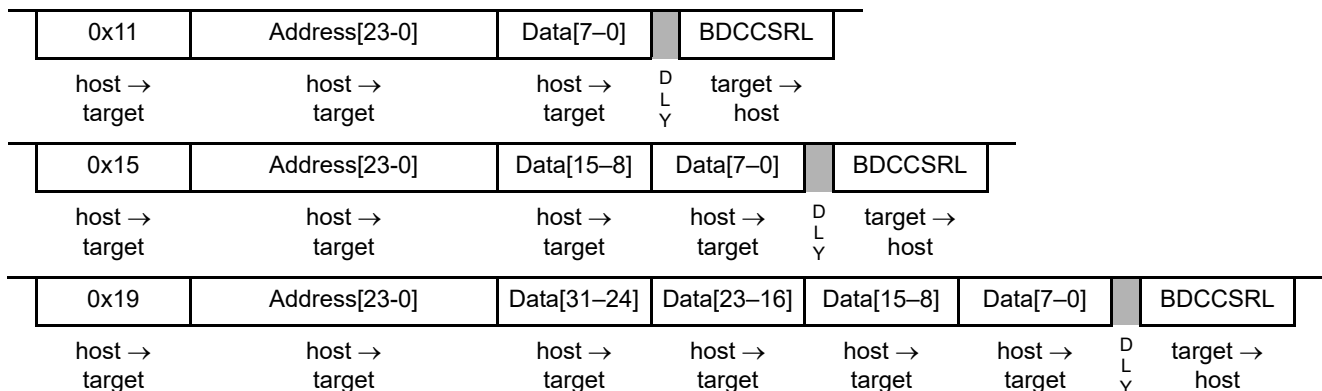 0x11 Address[23-0] Data[7–0] BDCCSRL
host → host → host → D L Y target →
target target target host
0x15 Address[23-0] Data[15–8] Data[7–0] BDCCSRL
host → host → host → host → D L Y target →
target target target target host
0x19 Address[23-0] Data[31–24] Data[23–16] Data[15–8] Data[7–0] BDCCSRL
host → host → host → host → host → host → D L Y target →
target target target target target target host